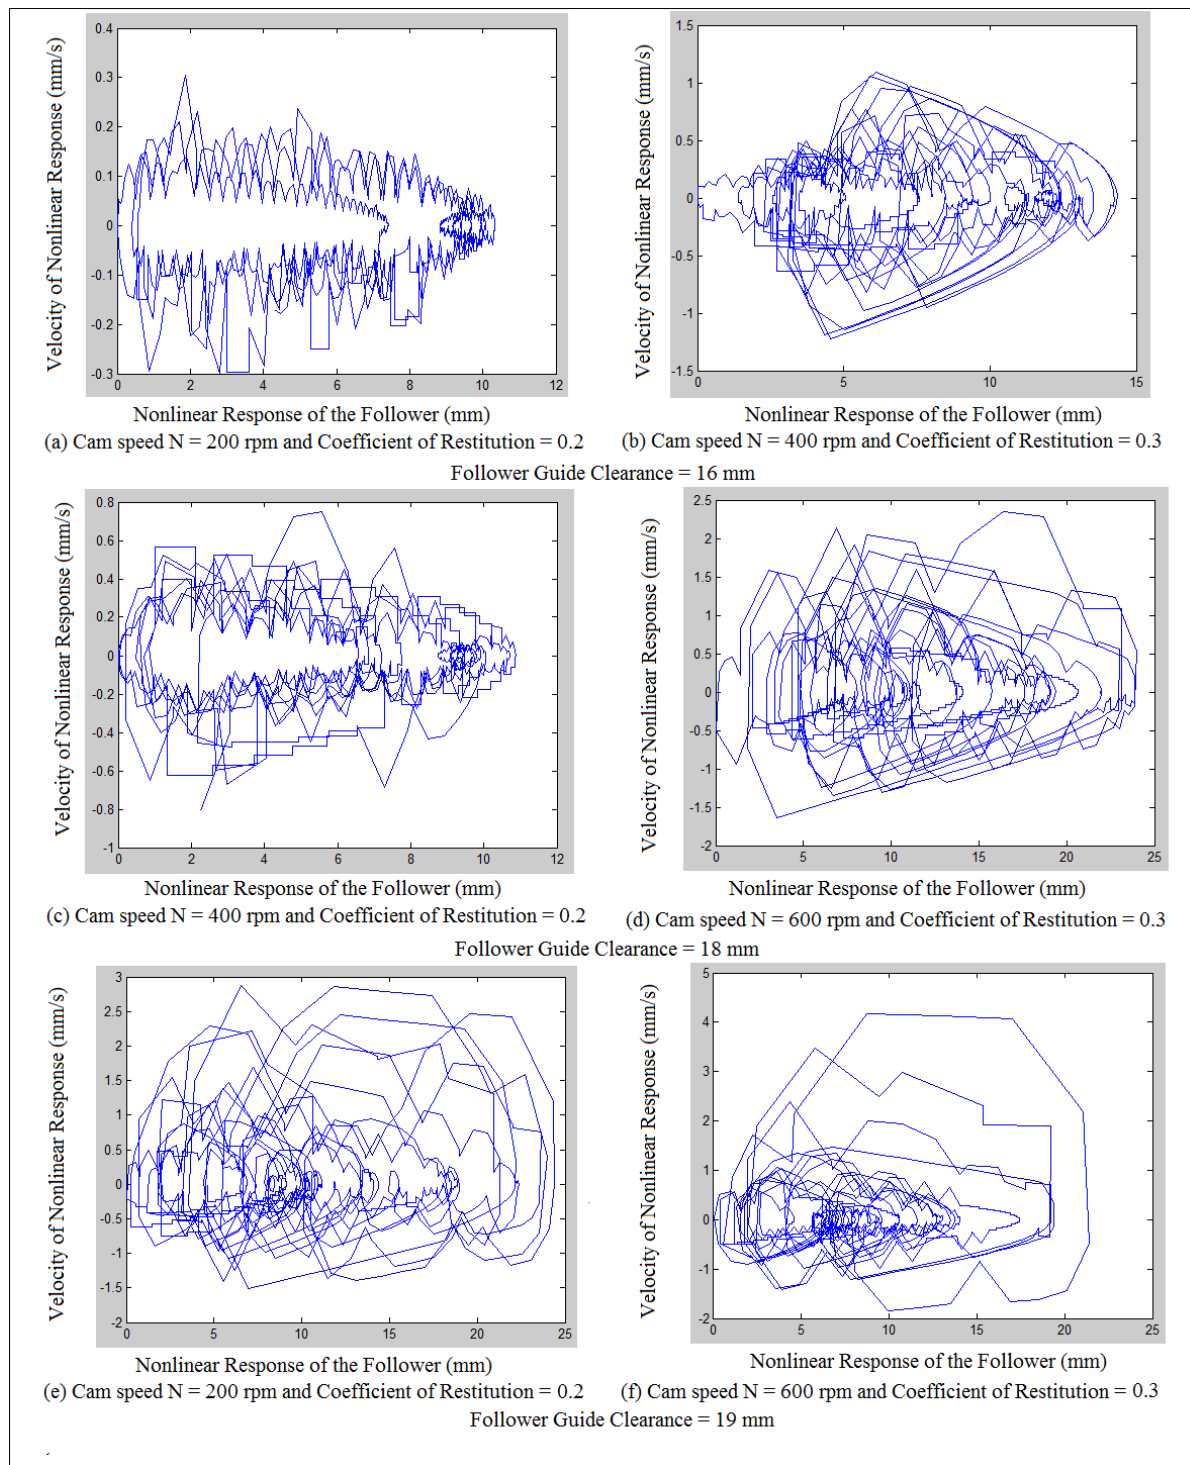 0.4
0.3
0.2
0.1
0
-0.1
-0.2
-0.3
0 2 4 6 8 10 12
Velocity of Nonlinear Response (mm/s)
Nonlinear Response of the Follower (mm)
(a) Cam speed N = 200 rpm and Coefficient of Restitution = 0.2
1.5
1
0.5
0
-0.5
-1
-1.5
0 5 10 15
Velocity of Nonlinear Response (mm/s)
Nonlinear Response of the Follower (mm)
(b) Cam speed N = 400 rpm and Coefficient of Restitution = 0.3
Follower Guide Clearance = 16 mm
0.8
0.6
0.4
0.2
0
-0.2
-0.4
-0.6
-0.8
-1
0 2 4 6 8 10 12
Velocity of Nonlinear Response (mm/s)
Nonlinear Response of the Follower (mm)
(c) Cam speed N = 400 rpm and Coefficient of Restitution = 0.2
2.5
2
1.5
1
0.5
0
-0.5
-1
-1.5
-2
0 5 10 15 20 25
Velocity of Nonlinear Response (mm/s)
Nonlinear Response of the Follower (mm)
(d) Cam speed N = 600 rpm and Coefficient of Restitution = 0.3
Follower Guide Clearance = 18 mm
3
2.5
2
1.5
1
0.5
0
-0.5
-1
-1.5
-2
0 5 10 15 20 25
Velocity of Nonlinear Response (mm/s)
Nonlinear Response of the Follower (mm)
(e) Cam speed N = 200 rpm and Coefficient of Restitution = 0.2
5
4
3
2
1
0
-1
-2
0 5 10 15 20 25
Velocity of Nonlinear Response (mm/s)
Nonlinear Response of the Follower (mm)
(f) Cam speed N = 600 rpm and Coefficient of Restitution = 0.3
Follower Guide Clearance = 19 mm